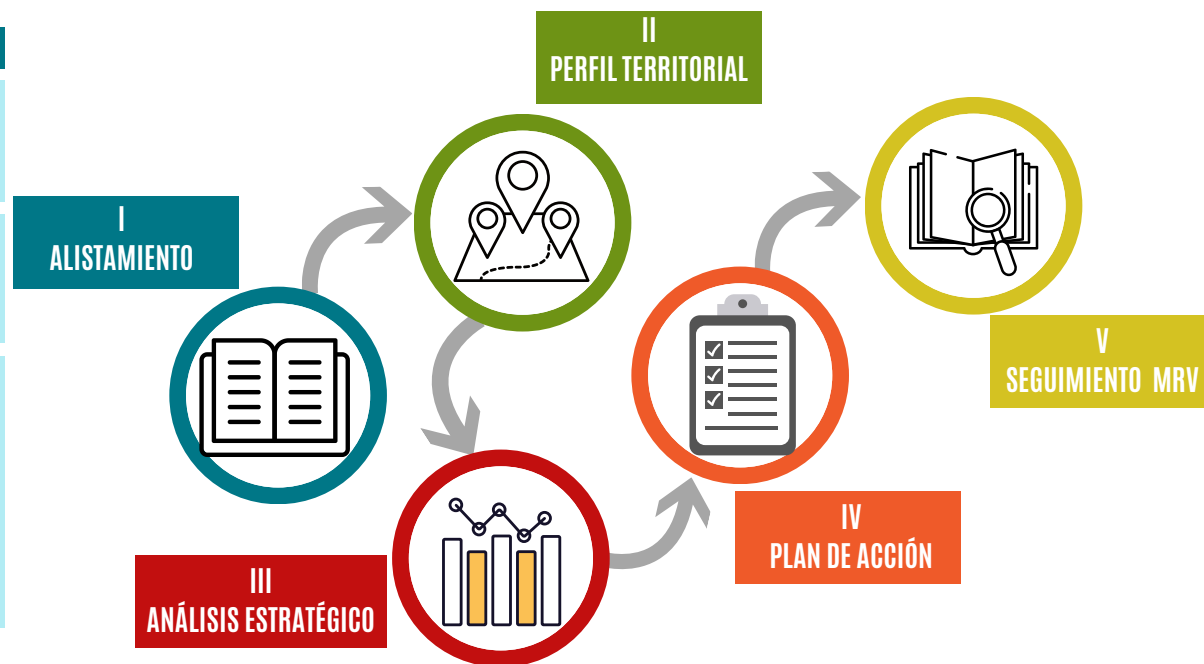 I
ALISTAMIENTO
II
PERFIL TERRITORIAL
III
ANÁLISIS ESTRATÉGICO
IV
PLAN DE ACCIÓN
V
SEGUIMIENTO MRV